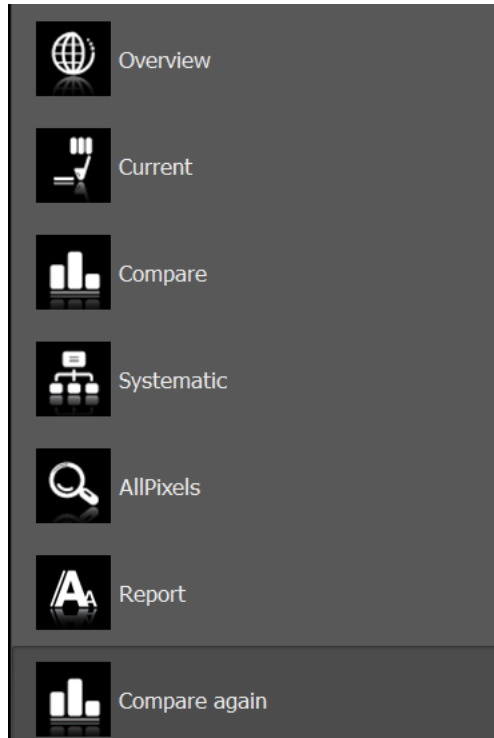 Overview
Current
Compare
Systematic
AllPixels
Report
Compare again